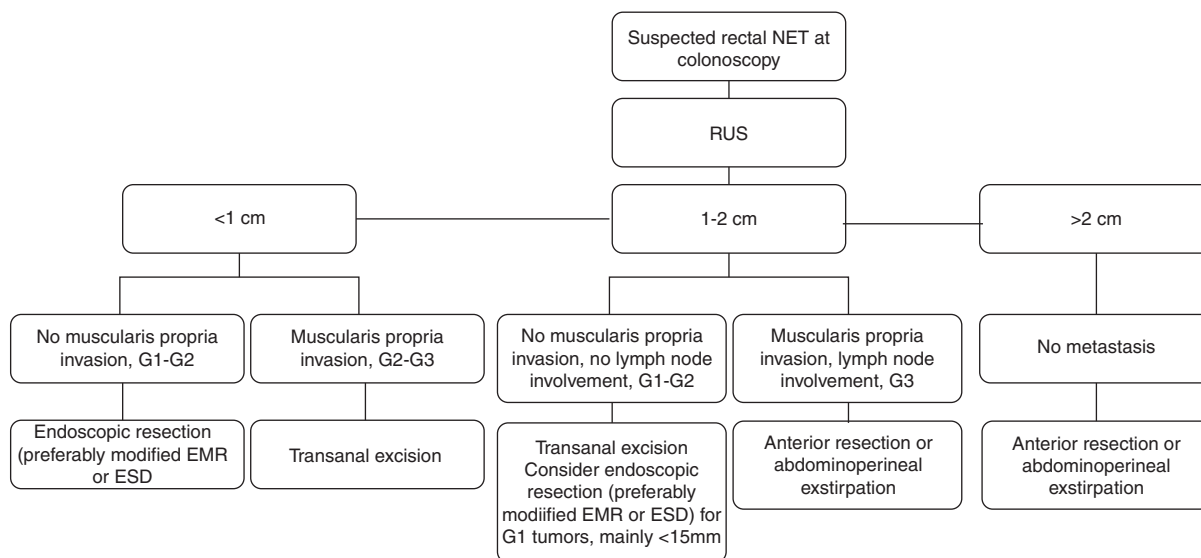 Suspected rectal NET at
colonoscopy
RUS
<1 cm
1-2 cm
>2 cm
No muscularis propria
invasion, G1-G2
Muscularis propria
invasion, G2-G3
No muscularis propria
invasion, no lymph node
involvement, G1-G2
Muscularis propria
invasion, lymph node
involvement, G3
No metastasis
Endoscopic resection
(preferably modified EMR
or ESD)
Transanal excision
Transanal excision
Consider endoscopic
resection (preferably
modiified EMR or ESD) for
G1 tumors, mainly <15mm
Anterior resection or
abdominoperineal
exstirpation
Anterior resection or
abdominoperineal
exstirpation